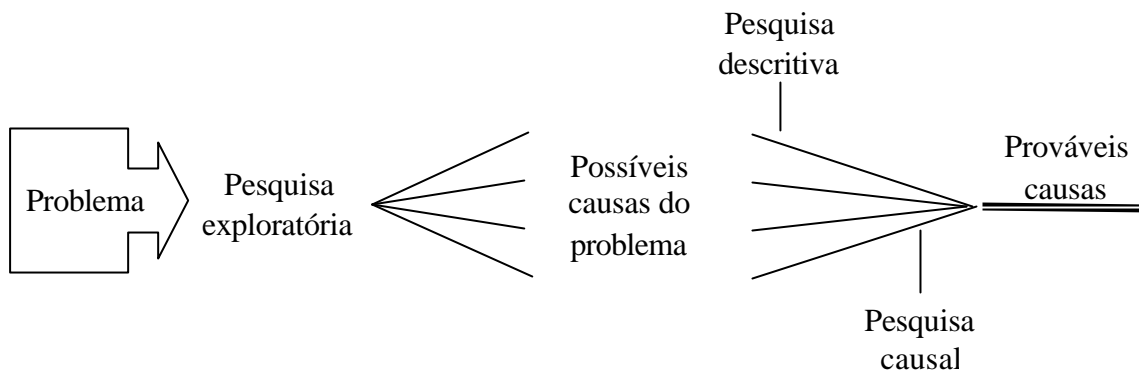 Problema
Pesquisa
exploratória
Possíveis
causas do
problema
Pesquisa
descritiva
Pesquisa
causal
Prováveis
causas